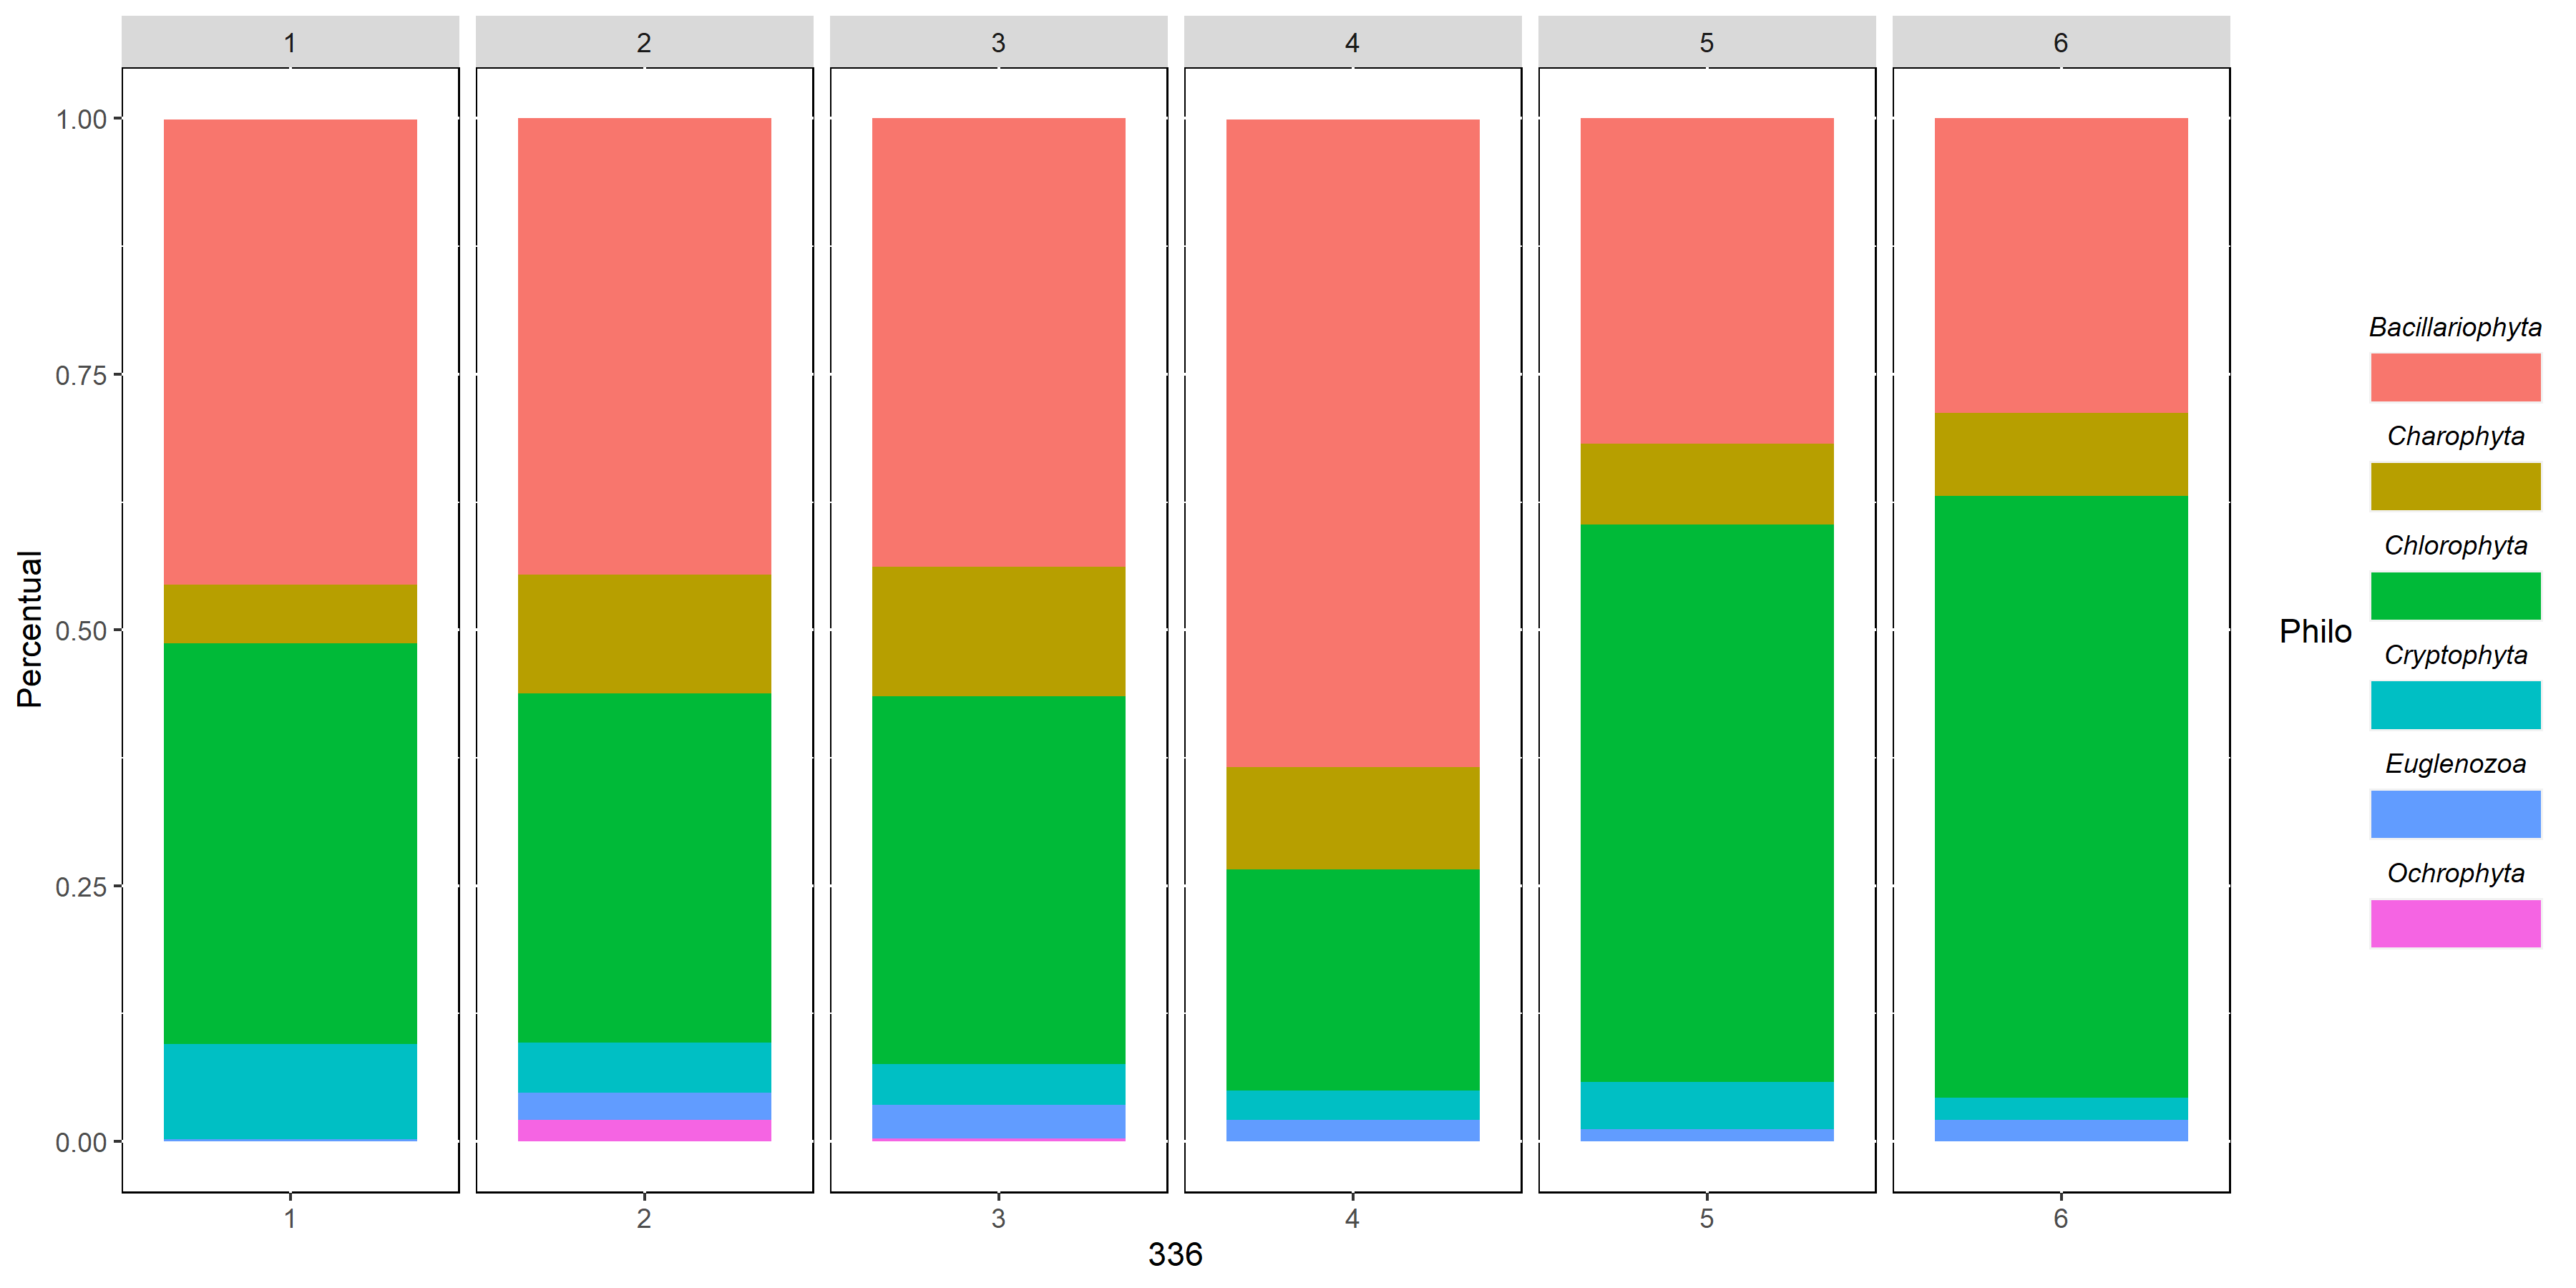 1 2 3 4 5 6
1.00
0.75
0.50
0.25
0.00
Percentual
1 2 3 4 5 6
336
Philo
Bacillariophyta
Charophyta
Chlorophyta
Cryptophyta
Euglenozoa
Ochrophyta